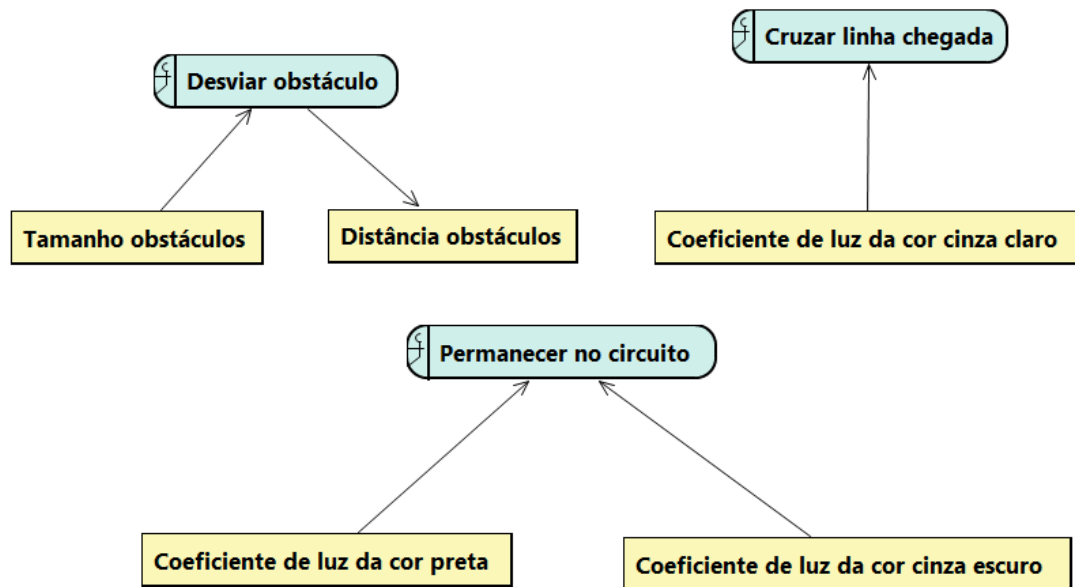 Cruzar linha chegada
Desviar obstáculo
Tamanho obstáculos
Distância obstáculos
Coeficiente de luz da cor cinza claro
Permanecer no circuito
Coeficiente de luz da cor preta
Coeficiente de luz da cor cinza escuro